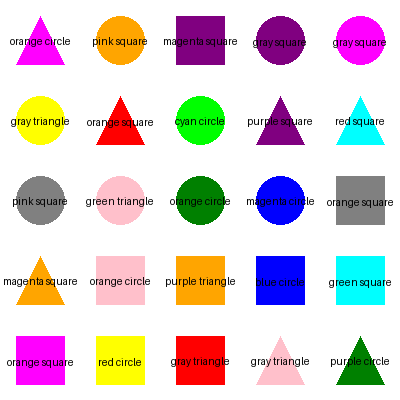 orange circle
pink square
magenta square
gray square
gray square
gray triangle
orange square
cyan circle
purple square
red square
pink square
green triangle
orange circle
magenta circle
orange square
magenta square
orange circle
purple triangle
blue circle
green square
orange square
red circle
gray triangle
gray triangle
purple circle